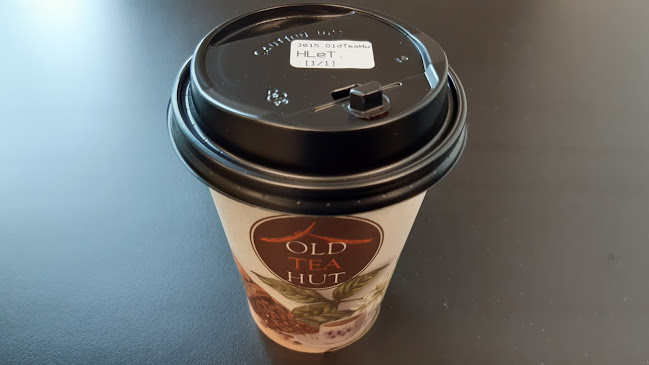 2015 OldTeaHu
HLeT.
[1/1]
OLD
TEA
HUT